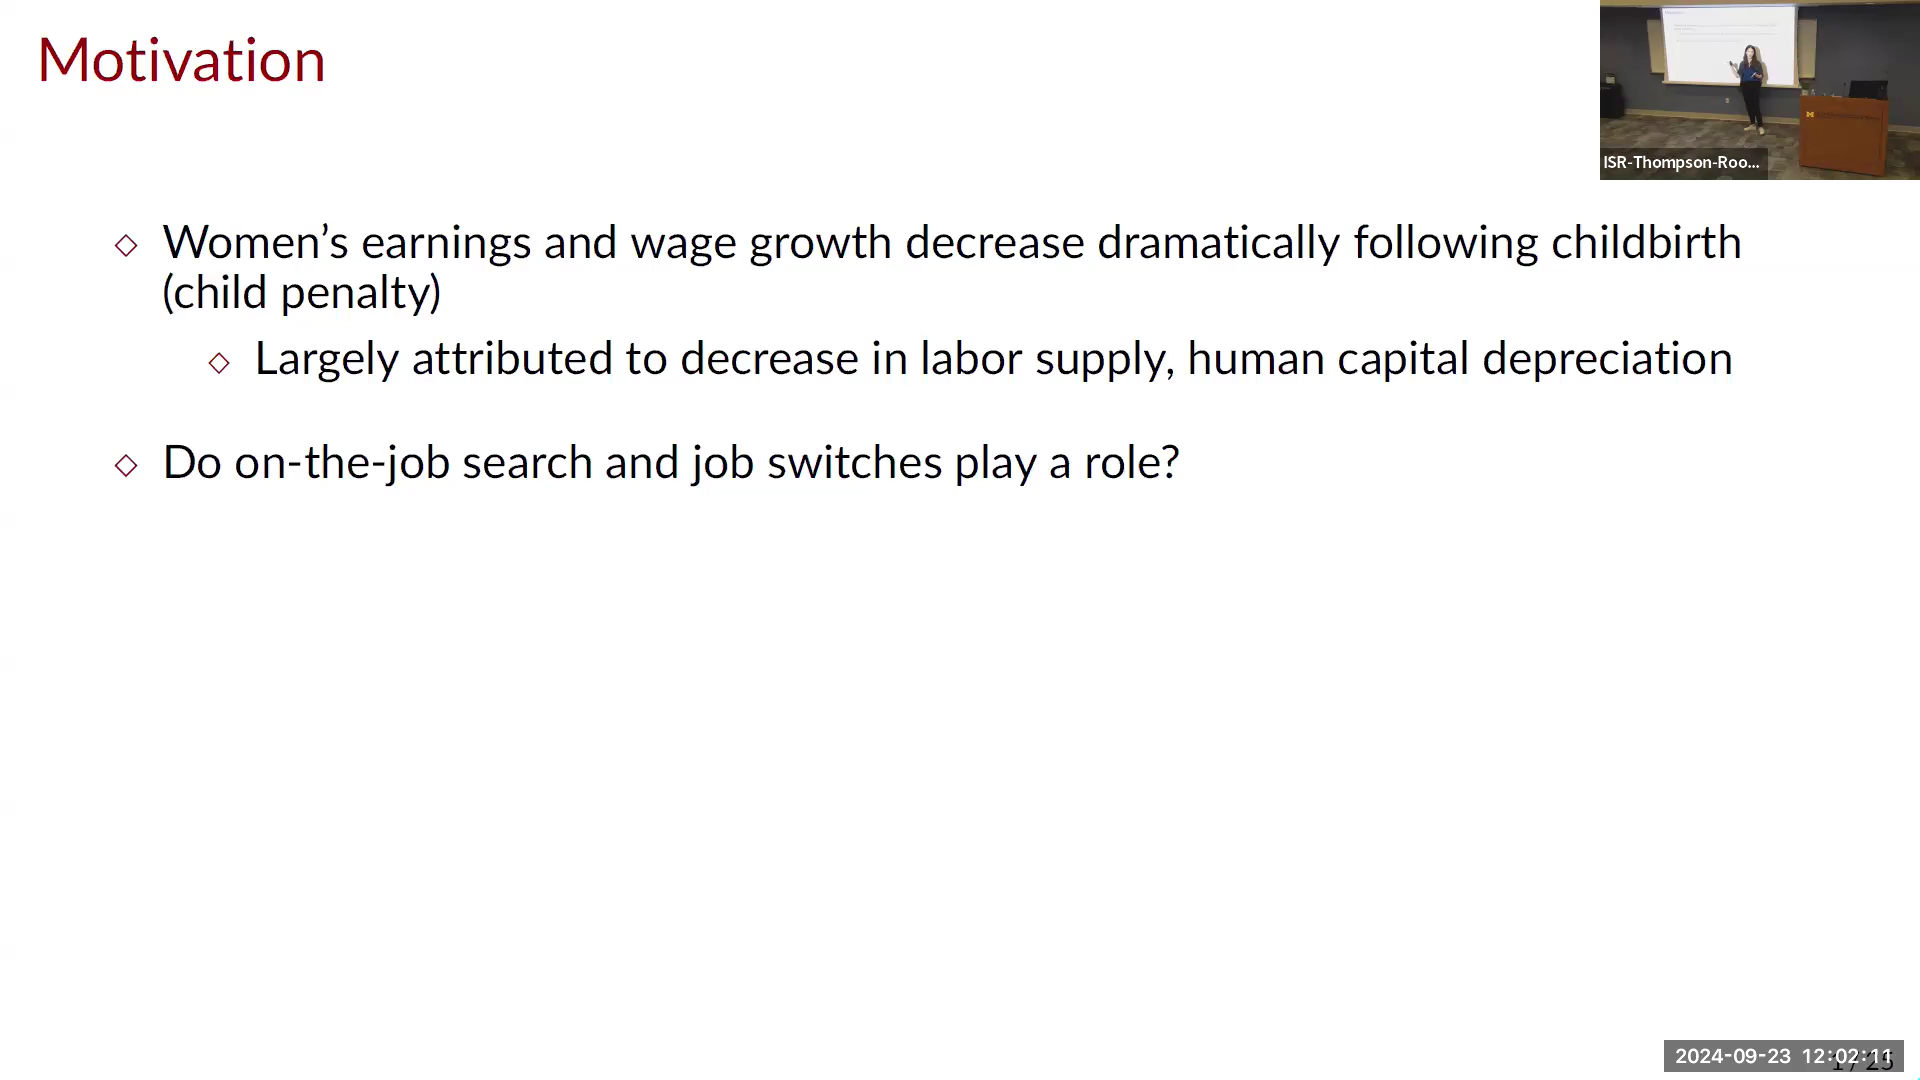 Motivation
ISR-Thompson-Roo...
Women's earnings and wage growth decrease dramatically following childbirth
(child penalty)
Largely attributed to decrease in labor supply, human capital depreciation
Do on-the-job search and job switches play a role?
2024-09-23 12:02:11
1 / 25